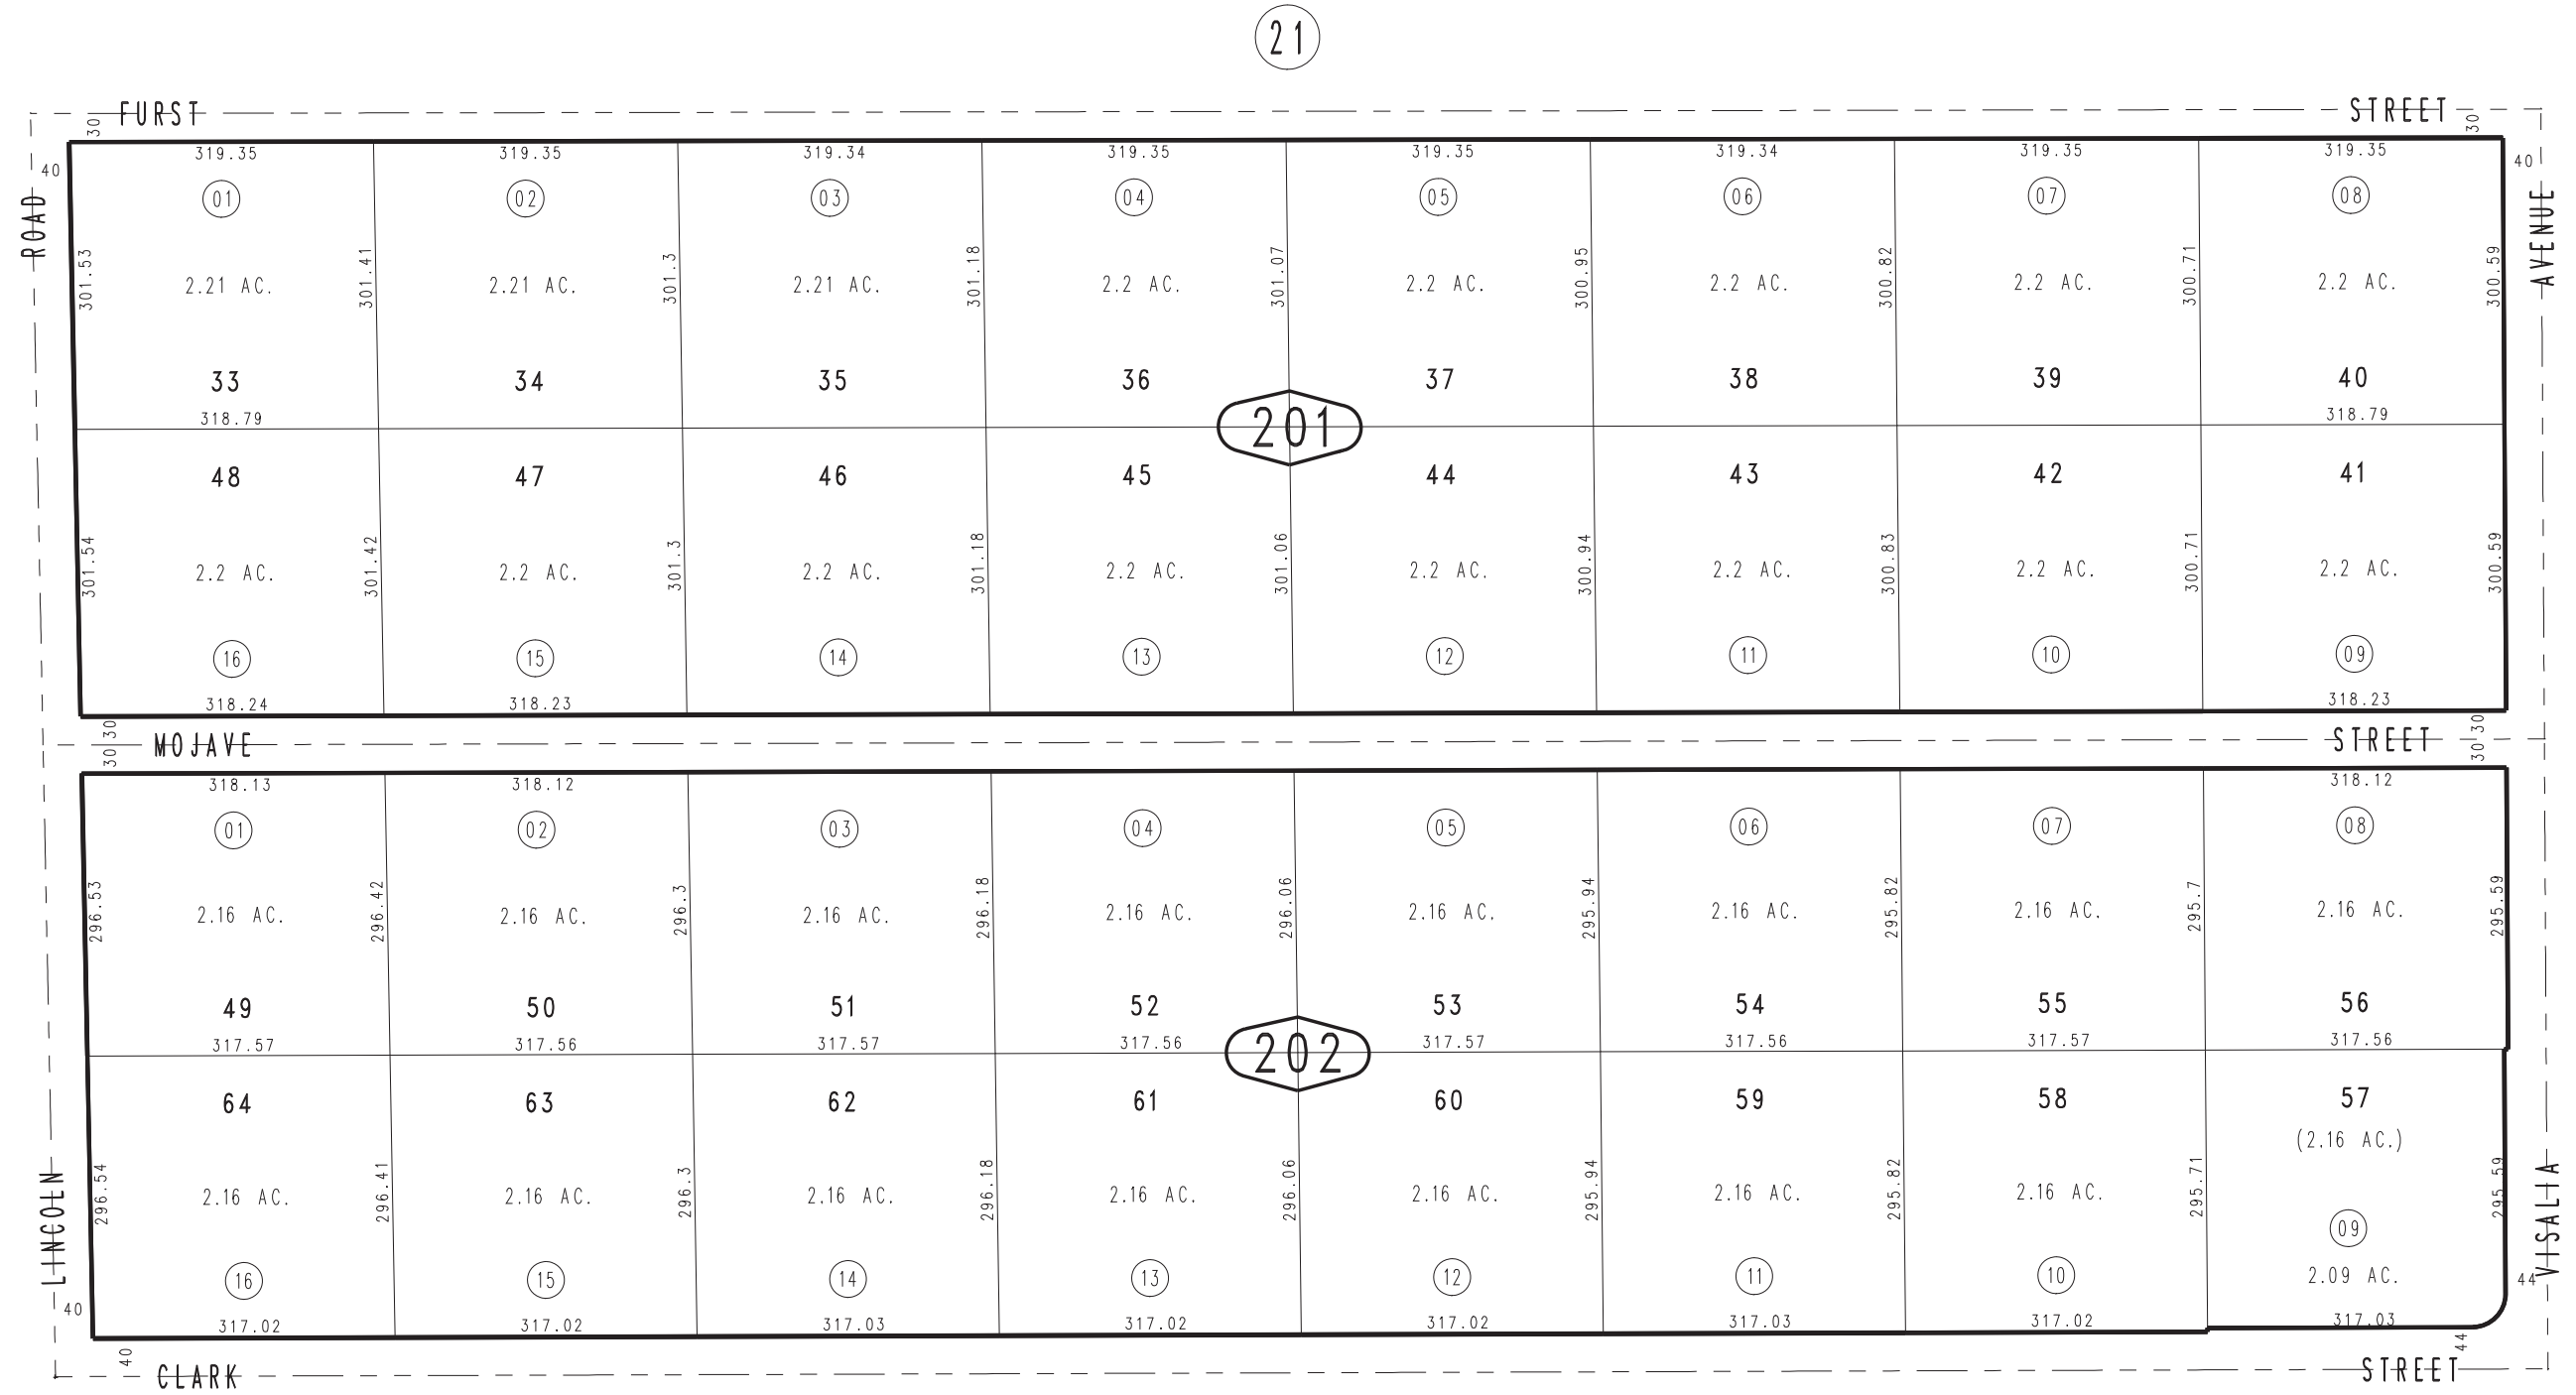 21
FURST STREET
30 30
40 40
319.35 319.35 319.34 319.35 319.35 319.34 319.35 319.35
01 02 03 04 05 06 07 08
ROAD AVENUE
301.53 301.41 301.3 301.18 301.07 300.95 300.82 300.71 300.59
2.21 AC. 2.21 AC. 2.21 AC. 2.2 AC. 2.2 AC. 2.2 AC. 2.2 AC. 2.2 AC.
33 34 35 36 37 38 39 40
318.79 318.79
201
48 47 46 45 44 43 42 41
301.54 301.42 301.3 301.18 301.06 300.94 300.83 300.71 300.59
2.2 AC. 2.2 AC. 2.2 AC. 2.2 AC. 2.2 AC. 2.2 AC. 2.2 AC. 2.2 AC.
16 15 14 13 12 11 10 09
318.24 318.23 318.23
30 30
MOJAVE STREET
30 30
318.13 318.12 318.12
01 02 03 04 05 06 07 08
296.53 296.42 296.3 296.18 296.06 295.94 295.82 295.7 295.59
2.16 AC. 2.16 AC. 2.16 AC. 2.16 AC. 2.16 AC. 2.16 AC. 2.16 AC. 2.16 AC.
49 50 51 52 53 54 55 56
317.57 317.56 317.57 317.56 317.57 317.56 317.57 317.56
202
64 63 62 61 60 59 58 57
(2.16 AC.)
LINCOLN VISALIA
296.54 296.41 296.3 296.18 296.06 295.94 295.82 295.71 295.59
2.16 AC. 2.16 AC. 2.16 AC. 2.16 AC. 2.16 AC. 2.16 AC. 2.16 AC.
16 15 14 13 12 11 10 09
2.09 AC.
40 44
317.02 317.02 317.03 317.02 317.02 317.03 317.02 317.03
40 44
CLARK STREET